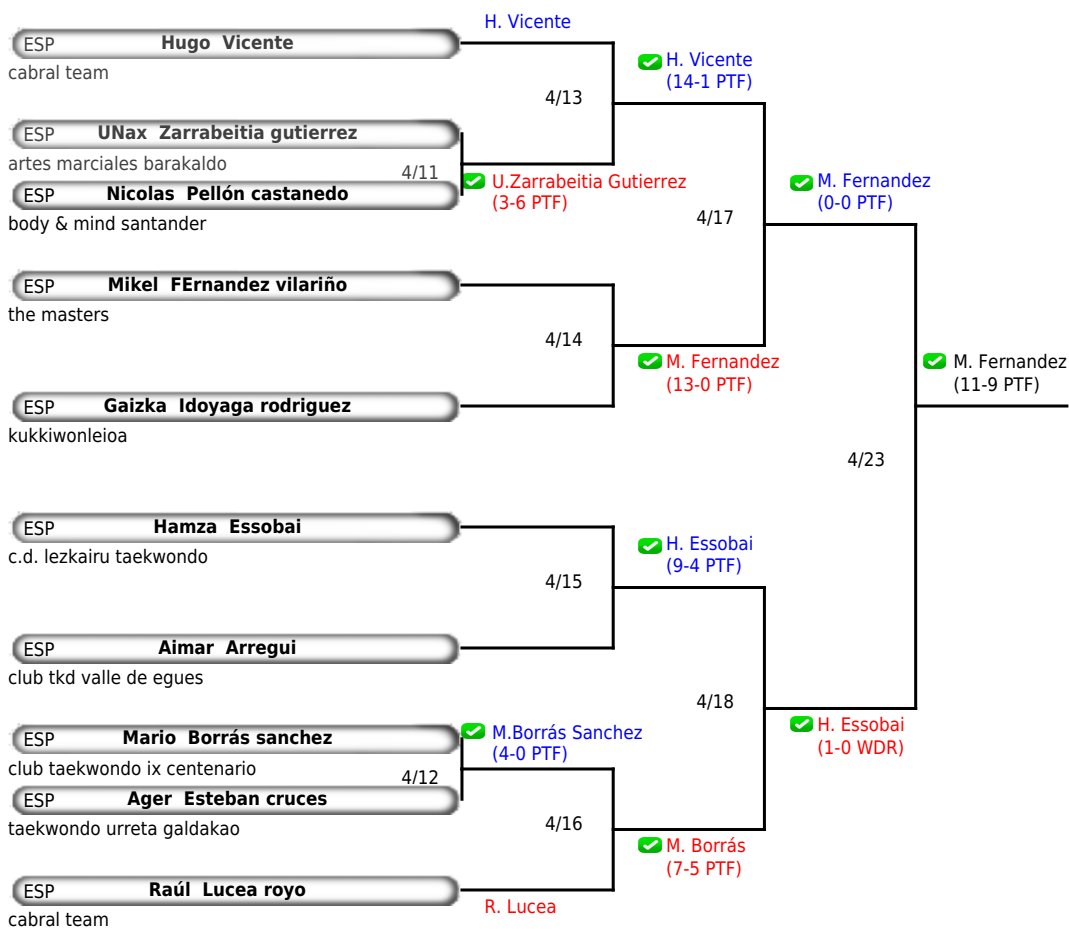 H. Vicente
ESP Hugo Vicente
cabral team
H. Vicente
(14-1 PTF)
4/13
ESP UNax Zarrabeitia gutierrez
artes marciales barakaldo
4/11
U.Zarrabeitia Gutierrez
(3-6 PTF)
ESP Nicolas Pellón castanedo
body & mind santander
M. Fernandez
(0-0 PTF)
4/17
ESP Mikel FErnandez vilariño
the masters
4/14
M. Fernandez
(13-0 PTF)
M. Fernandez
(11-9 PTF)
ESP Gaizka Idoyaga rodriguez
kukkiwonleioa
4/23
ESP Hamza Essobai
c.d. lezkairu taekwondo
H. Essobai
(9-4 PTF)
4/15
ESP Aimar Arregui
club tkd valle de egues
4/18
H. Essobai
(1-0 WDR)
ESP Mario Borrás sanchez
club taekwondo ix centenario
M.Borrás Sanchez
(4-0 PTF)
4/12
ESP Ager Esteban cruces
taekwondo urreta galdakao
4/16
M. Borrás
(7-5 PTF)
ESP Raúl Lucea royo
cabral team
R. Lucea